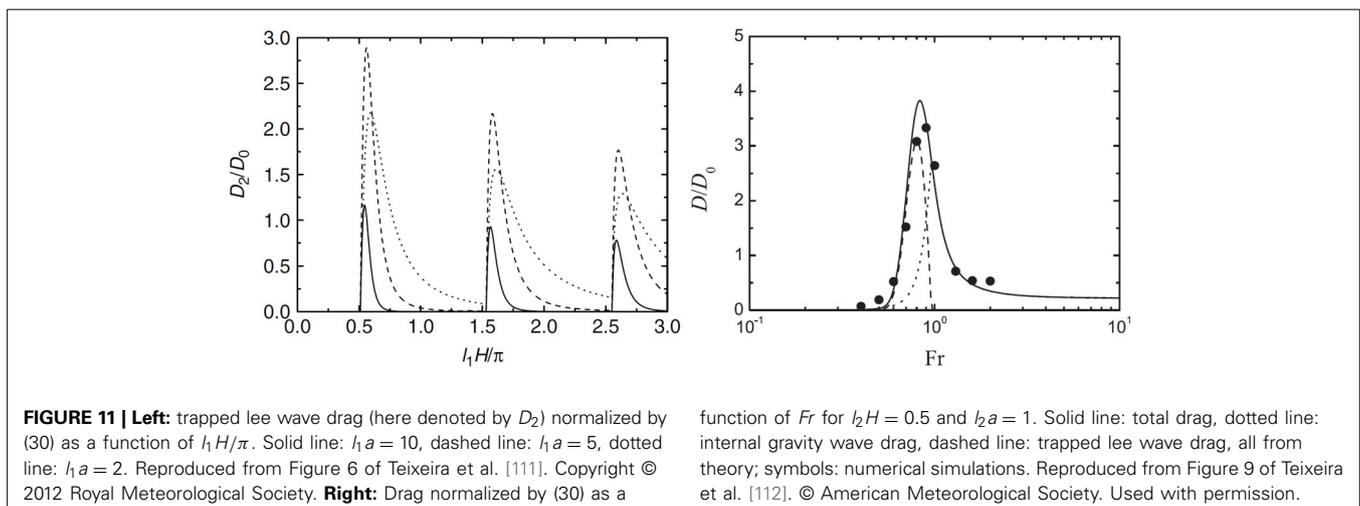 3.0
2.5
2.0
1.5
1.0
0.5
0.0
D₂/D₀
0.0 0.5 1.0 1.5 2.0 2.5 3.0
l₁H/π
5
4
3
2
1
0
D/D₀
10⁻¹ 10⁰ 10¹
Fr
FIGURE 11 | Left: trapped lee wave drag (here denoted by D₂) normalized by
(30) as a function of l₁H/π. Solid line: l₁a = 10, dashed line: l₁a = 5, dotted
line: l₁a = 2. Reproduced from Figure 6 of Teixeira et al. [111]. Copyright ©
2012 Royal Meteorological Society. Right: Drag normalized by (30) as a
function of Fr for l₂H = 0.5 and l₂a = 1. Solid line: total drag, dotted line:
internal gravity wave drag, dashed line: trapped lee wave drag, all from
theory; symbols: numerical simulations. Reproduced from Figure 9 of Teixeira
et al. [112]. © American Meteorological Society. Used with permission.